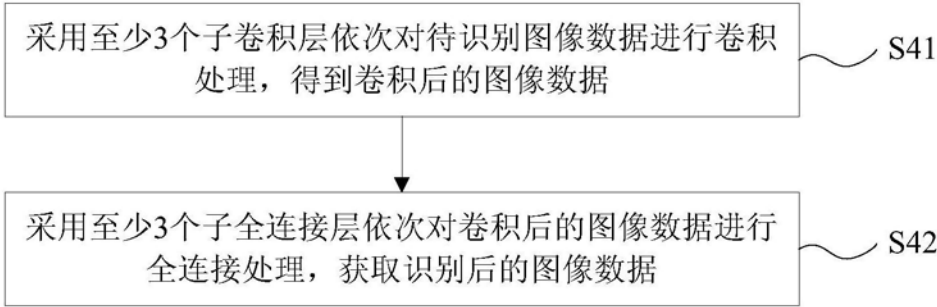 采用至少3个子卷积层依次对待识别图像数据进行卷积
处理，得到卷积后的图像数据
S41
采用至少3个子全连接层依次对卷积后的图像数据进行
全连接处理，获取识别后的图像数据
S42